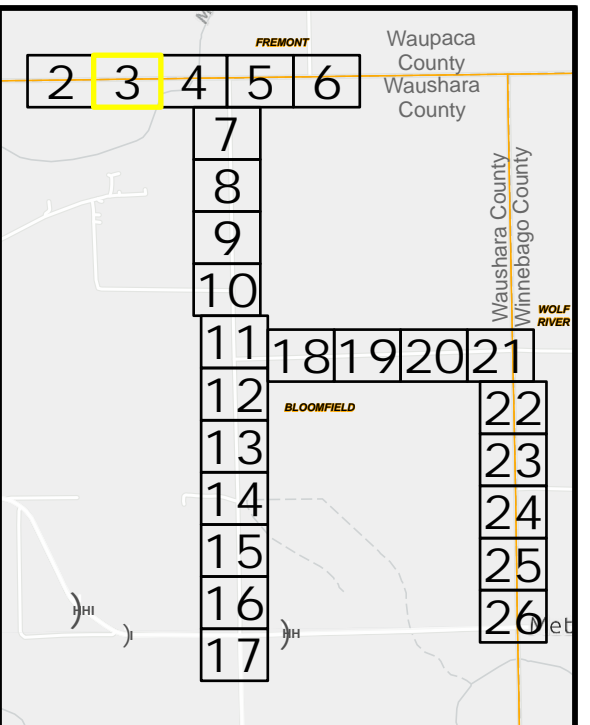 FREMONT
Waupaca
County
Waushara
County
2 3 4 5 6
7
8
9
10
Waushara County
Winnebago County
WOLF
RIVER
11 18 19 20 21
12
BLOOMFIELD
22
13
23
14
24
15
25
16
26
HHI
I
HH
Met
17